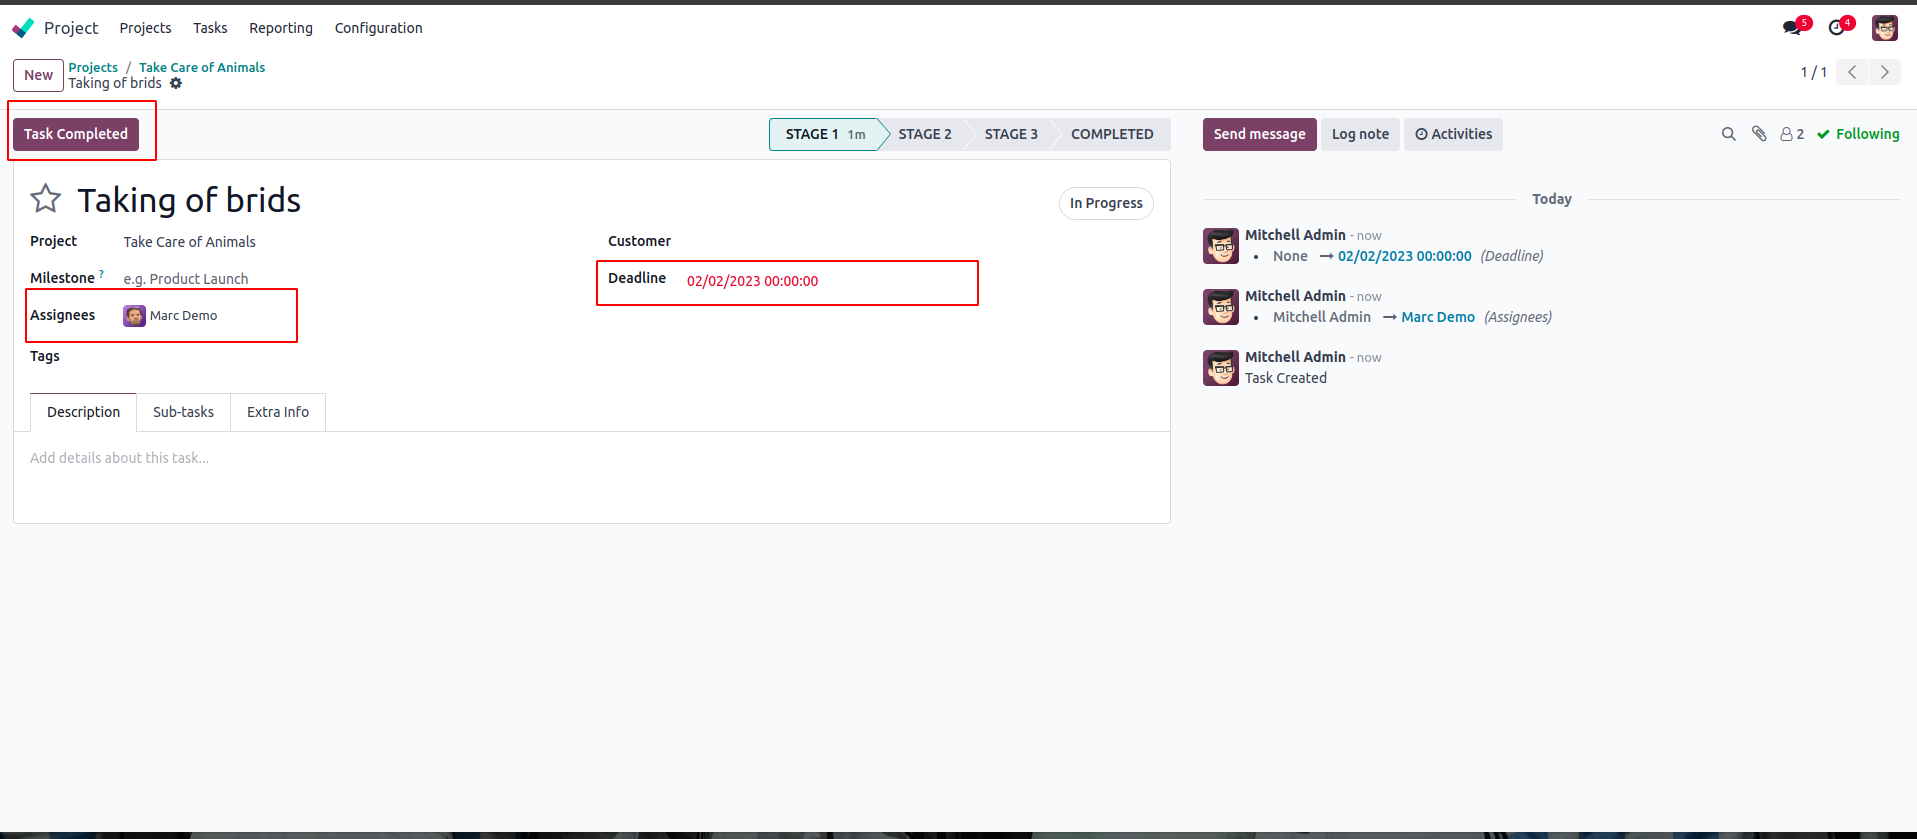 Project Projects Tasks Reporting Configuration 5 4
New Projects / Take Care of Animals
Taking of brids
1 / 1
Task Completed STAGE 1 1m STAGE 2 STAGE 3 COMPLETED Send message Log note Activities 2 Following
Taking of brids
In Progress
Project Take Care of Animals
Milestone ? e.g. Product Launch
Assignees Marc Demo
Tags
Customer
Deadline 02/02/2023 00:00:00
Description Sub-tasks Extra Info
Add details about this task...
Today
Mitchell Admin - now
• None → 02/02/2023 00:00:00 (Deadline)
Mitchell Admin - now
• Mitchell Admin → Marc Demo (Assignees)
Mitchell Admin - now
Task Created